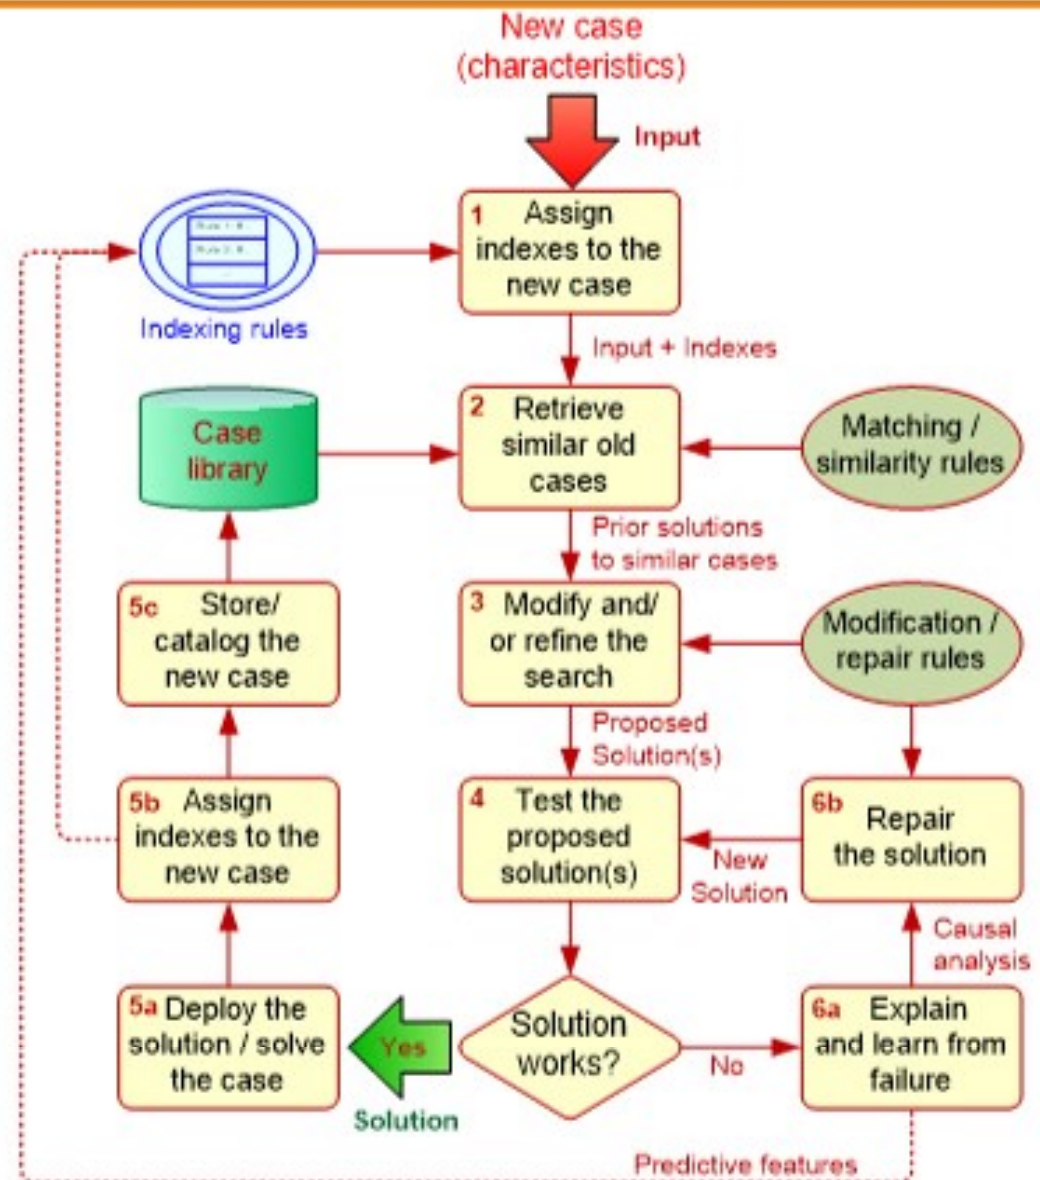 New case
(characteristics)
Input
1 Assign
indexes to the
new case
Indexing rules
Input + Indexes
Case
library
2 Retrieve
similar old
cases
Matching /
similarity rules
Prior solutions
to similar cases
5c Store/
catalog the
new case
3 Modify and/
or refine the
search
Modification /
repair rules
Proposed
Solution(s)
5b Assign
indexes to the
new case
4 Test the
proposed
solution(s)
6b Repair
the solution
New
Solution
Causal
analysis
5a Deploy the
solution / solve
the case
Yes
Solution
Solution
works?
No
6a Explain
and learn from
failure
Predictive features